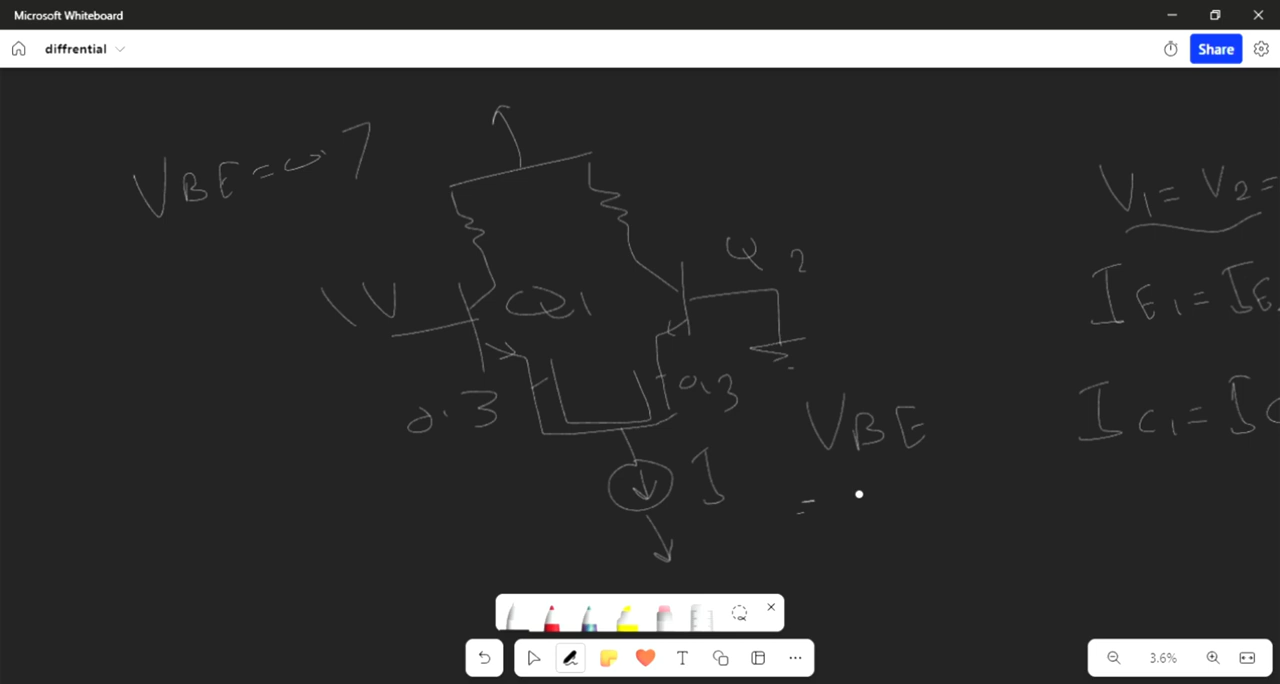 Microsoft Whiteboard
diffrential
Share
VBE = 0.7
V1 = V2 =
1V
Q1
Q2
IE1 = IE
0.3
0.3
VBE
IC1 = IC
I
=
3.6%